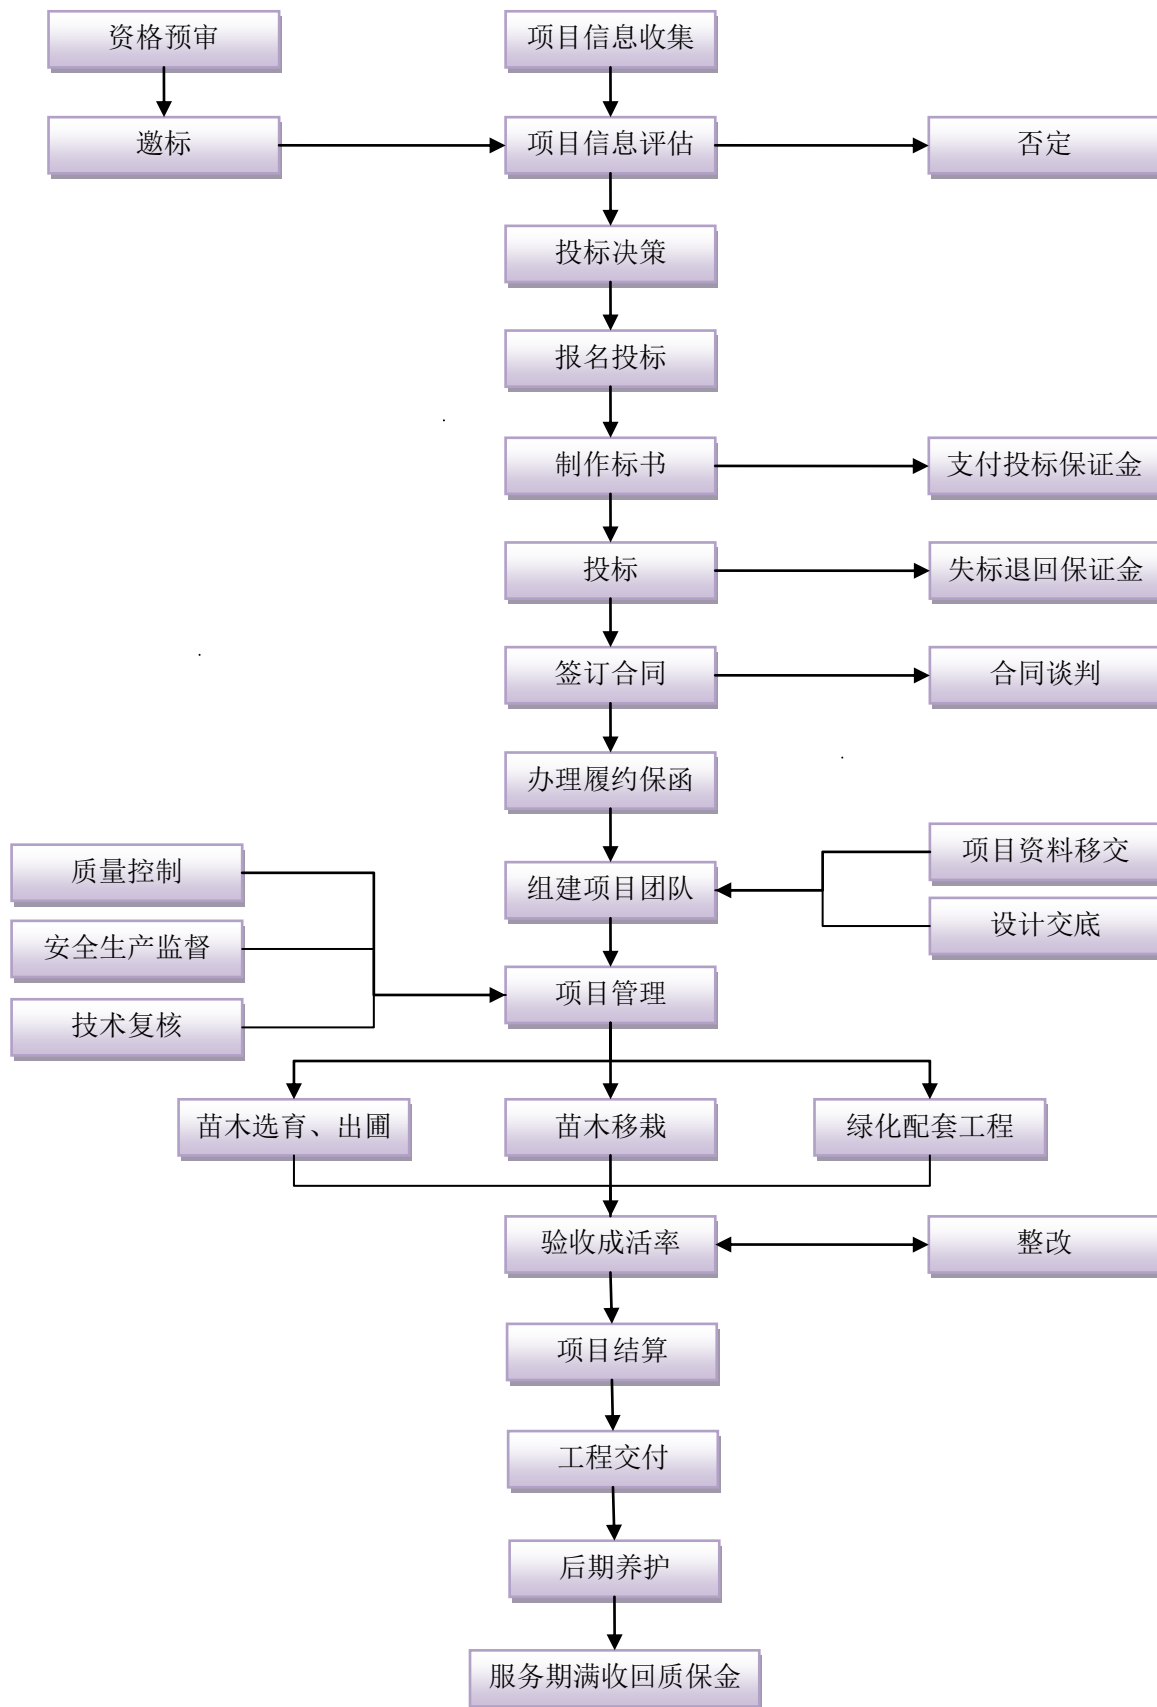 资格预审
项目信息收集
邀标
项目信息评估
否定
投标决策
报名投标
制作标书
支付投标保证金
投标
失标退回保证金
签订合同
合同谈判
办理履约保函
项目资料移交
质量控制
组建项目团队
设计交底
安全生产监督
项目管理
技术复核
苗木选育、出圃
苗木移栽
绿化配套工程
验收成活率
整改
项目结算
工程交付
后期养护
服务期满收回质保金